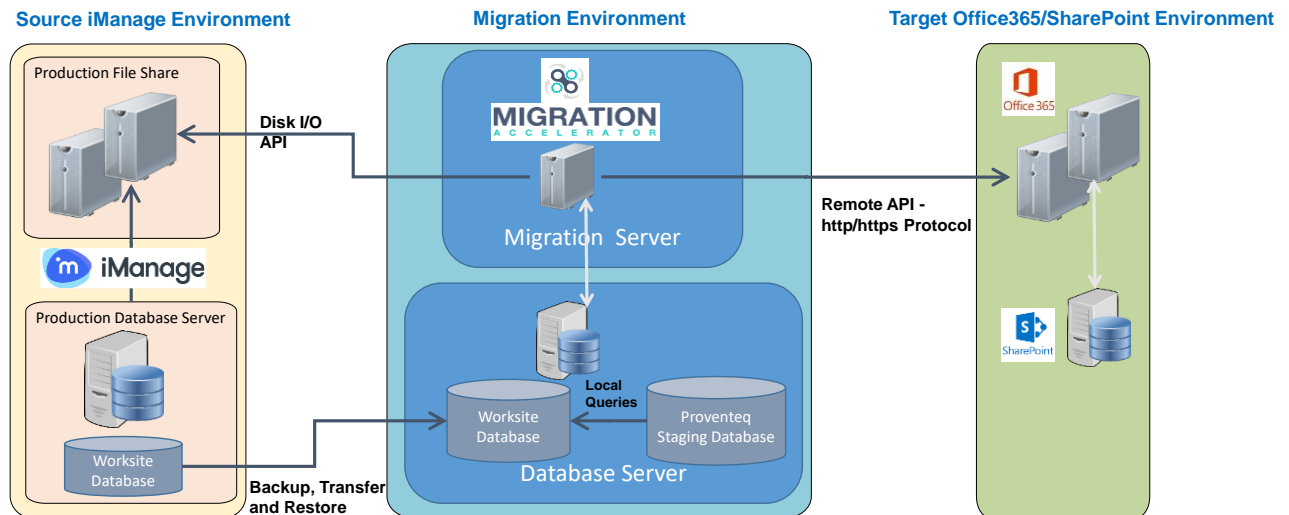 Source iManage Environment
Migration Environment
Target Office365/SharePoint Environment
Production File Share
iManage
Production Database Server
Worksite
Database
Disk I/O
API
Backup, Transfer
and Restore
MIGRATION
ACCELERATOR
Migration Server
Local
Queries
Worksite
Database
Proventeq
Staging Database
Database Server
Remote API -
http/https Protocol
Office 365
S
SharePoint